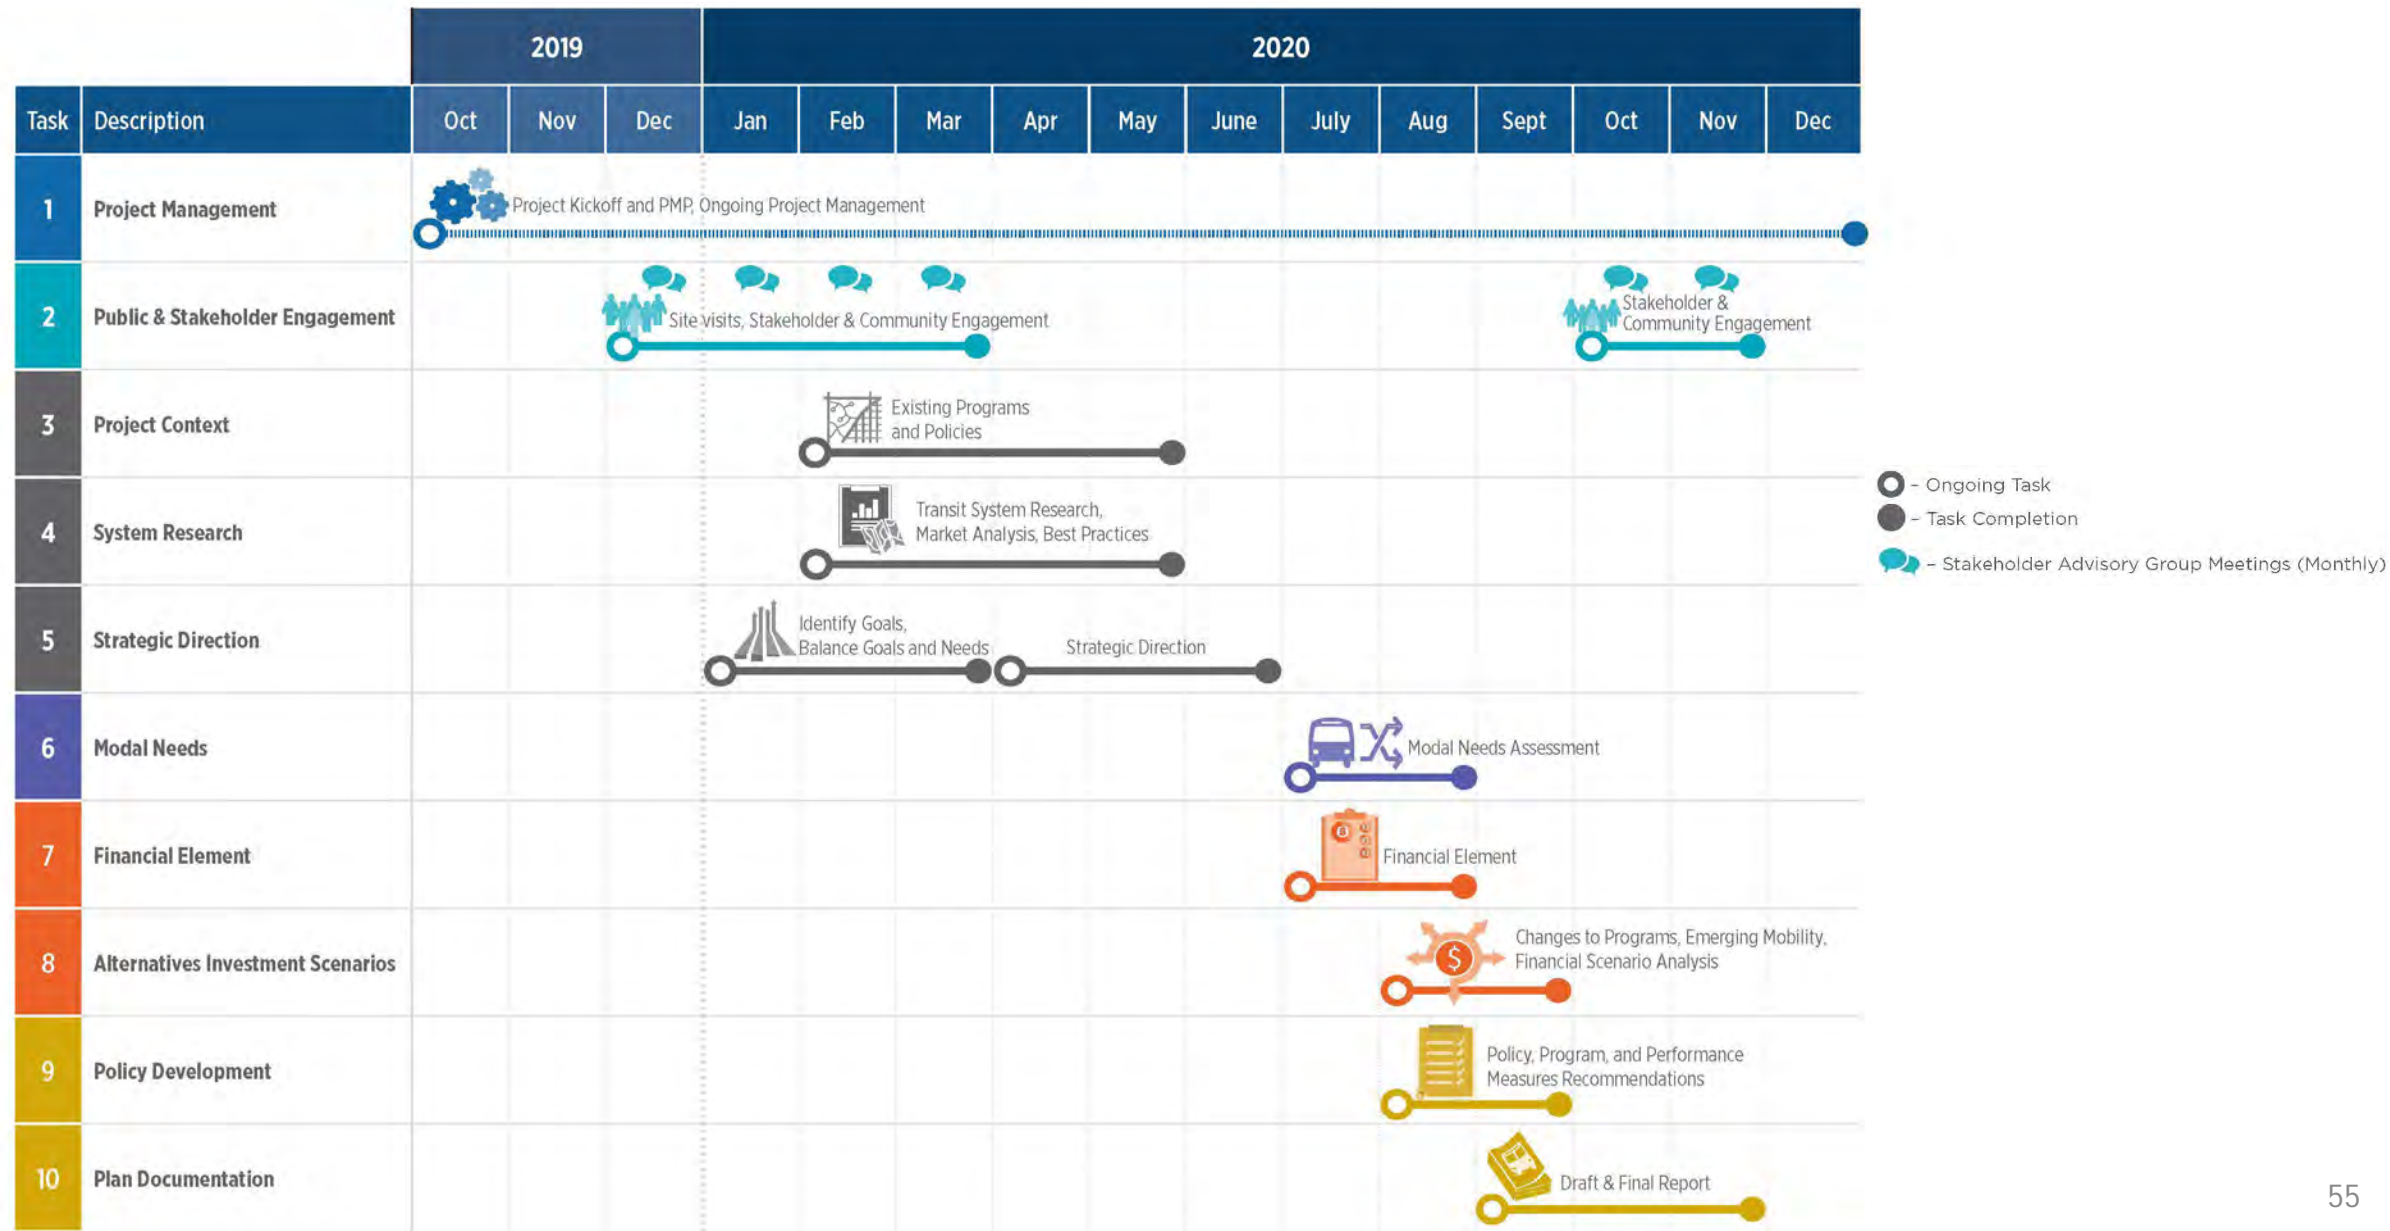 2019
2020
Task
Description
Oct
Nov
Dec
Jan
Feb
Mar
Apr
May
June
July
Aug
Sept
Oct
Nov
Dec
1
Project Management
Project Kickoff and PMP, Ongoing Project Management
2
Public & Stakeholder Engagement
Site visits, Stakeholder & Community Engagement
Stakeholder &
Community Engagement
3
Project Context
Existing Programs
and Policies
4
System Research
Transit System Research,
Market Analysis, Best Practices
5
Strategic Direction
Identify Goals,
Balance Goals and Needs
Strategic Direction
6
Modal Needs
Modal Needs Assessment
7
Financial Element
Financial Element
8
Alternatives Investment Scenarios
$
Changes to Programs, Emerging Mobility,
Financial Scenario Analysis
9
Policy Development
Policy, Program, and Performance
Measures Recommendations
10
Plan Documentation
Draft & Final Report
– Ongoing Task
– Task Completion
– Stakeholder Advisory Group Meetings (Monthly)
55